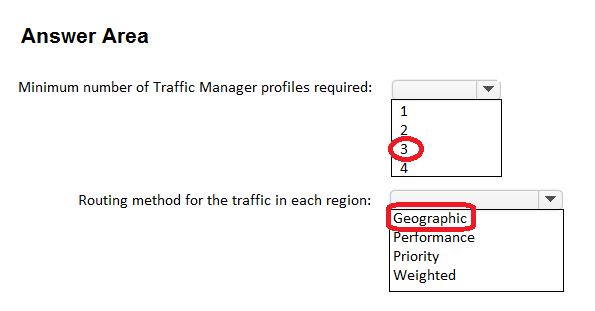 Answer Area
Minimum number of Traffic Manager profiles required:
1
2
3
4
Routing method for the traffic in each region:
Geographic
Performance
Priority
Weighted